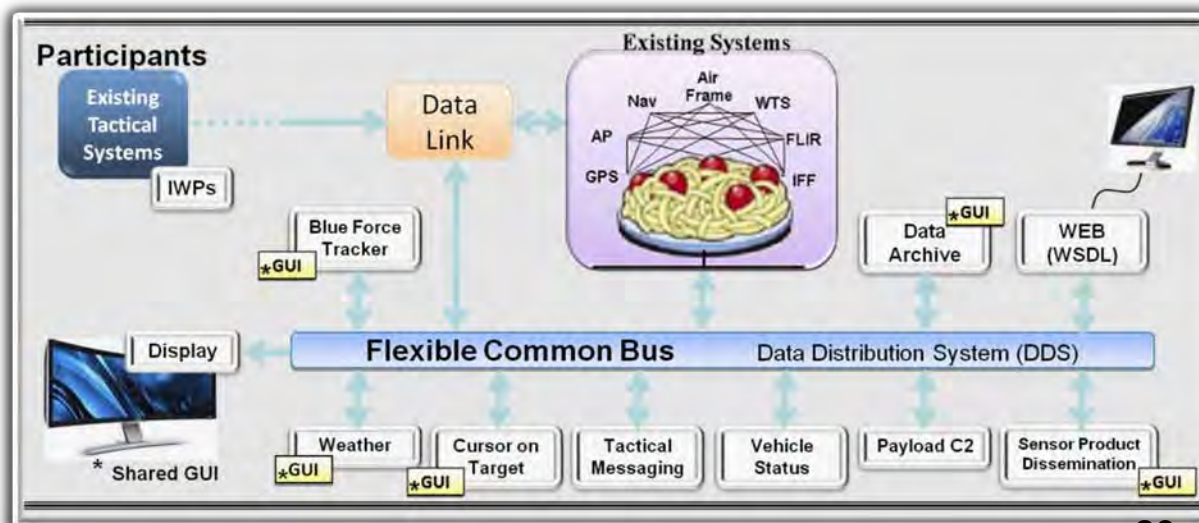 Participants
Existing
Tactical
Systems
IWPs
Data
Link
Existing Systems
Air
Frame
Nav
WTS
AP
FLIR
GPS
IFF
Blue Force
Tracker
*GUI
Data
Archive
*GUI
WEB
(WSDL)
Display
Flexible Common Bus
Data Distribution System (DDS)
* Shared GUI
Weather
*GUI
Cursor on
Target
*GUI
Tactical
Messaging
Vehicle
Status
Payload C2
Sensor Product
Dissemination
*GUI